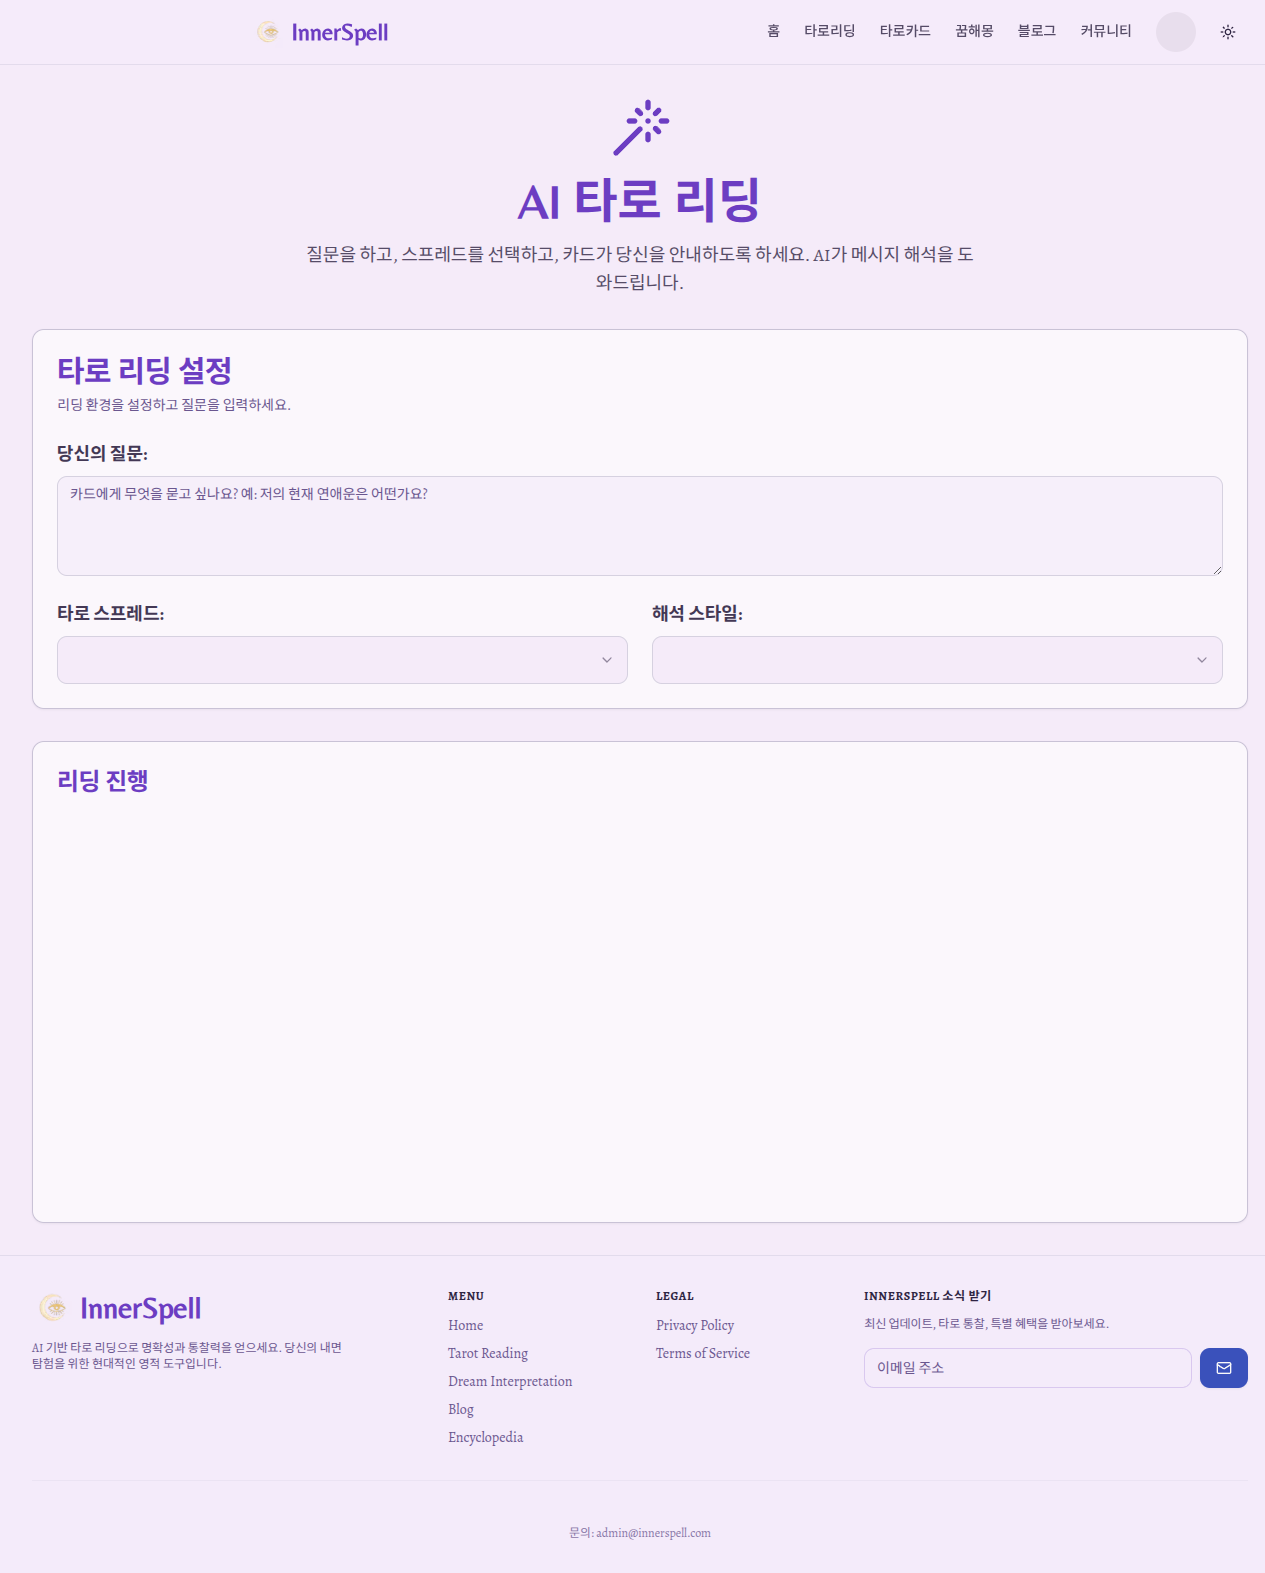 InnerSpell
홈 타로리딩 타로카드 꿈해몽 블로그 커뮤니티
AI 타로 리딩
질문을 하고, 스프레드를 선택하고, 카드가 당신을 안내하도록 하세요. AI가 메시지 해석을 도
와드립니다.
타로 리딩 설정
리딩 환경을 설정하고 질문을 입력하세요.
당신의 질문:
카드에게 무엇을 묻고 싶나요? 예: 저의 현재 연애운은 어떤가요?
타로 스프레드:
해석 스타일:
리딩 진행
InnerSpell
AI 기반 타로 리딩으로 명확성과 통찰력을 얻으세요. 당신의 내면
탐험을 위한 현대적인 영적 도구입니다.
MENU
Home
Tarot Reading
Dream Interpretation
Blog
Encyclopedia
LEGAL
Privacy Policy
Terms of Service
INNERSPELL 소식 받기
최신 업데이트, 타로 통찰, 특별 혜택을 받아보세요.
이메일 주소
문의: admin@innerspell.com